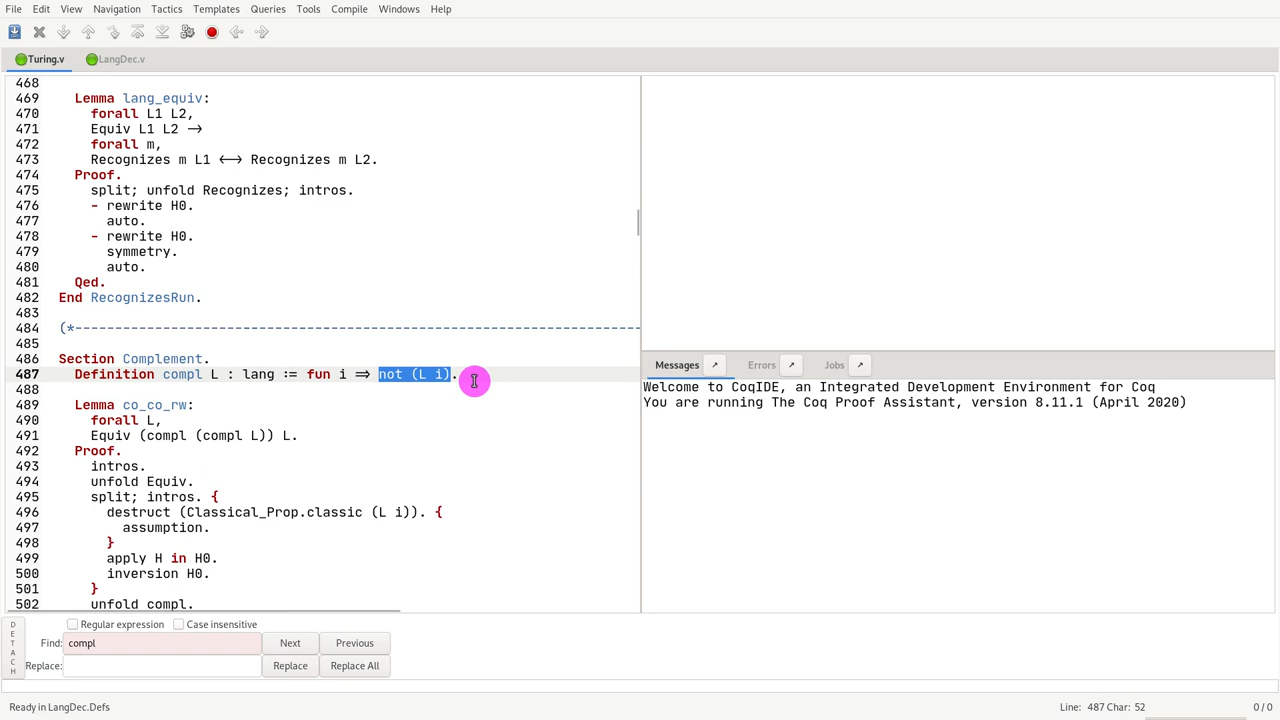 File Edit View Navigation Tactics Templates Queries Tools Compile Windows Help
Turing.v LangDec.v
468
469 Lemma lang_equiv:
470 forall L1 L2,
471 Equiv L1 L2 →
472 forall m,
473 Recognizes m L1 ↔ Recognizes m L2.
474 Proof.
475 split; unfold Recognizes; intros.
476 - rewrite H0.
477 auto.
478 - rewrite H0.
479 symmetry.
480 auto.
481 Qed.
482 End RecognizesRun.
483
484 (*-----------------------------------------------------------------------
485
486 Section Complement.
487 Definition compl L : lang := fun i ⇒ not (L i).
488
489 Lemma co_co_rw:
490 forall L,
491 Equiv (compl (compl L)) L.
492 Proof.
493 intros.
494 unfold Equiv.
495 split; intros. {
496 destruct (Classical_Prop.classic (L i)). {
497 assumption.
498 }
499 apply H in H0.
500 inversion H0.
501 }
502 unfold compl.
Messages ↗ Errors ↗ Jobs ↗
Welcome to CoqIDE, an Integrated Development Environment for Coq
You are running The Coq Proof Assistant, version 8.11.1 (April 2020)
DETACH
Regular expression Case insensitive
Find: compl Next Previous
Replace: Replace Replace All
Ready in LangDec.Defs Line: 487 Char: 52 0 / 0